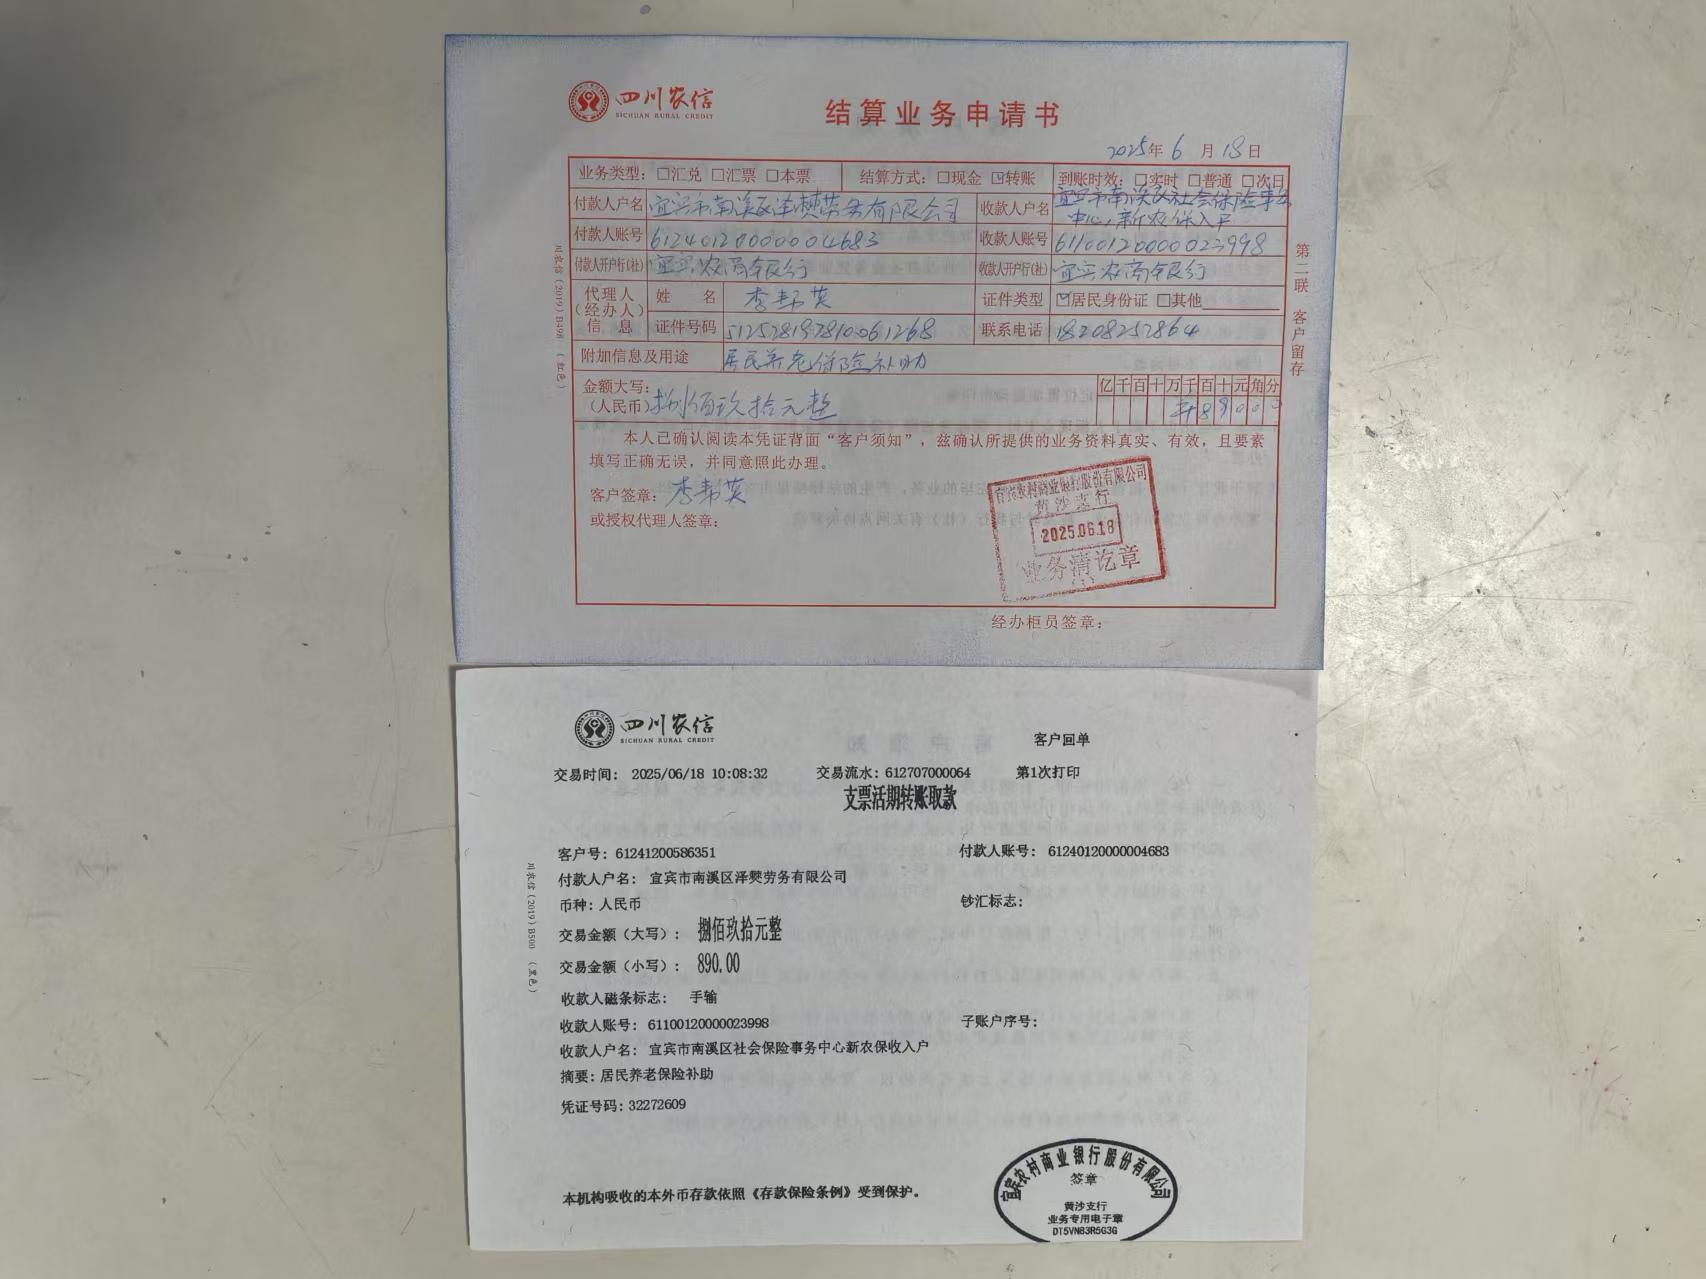 四川农信
SICHUAN RURAL CREDIT
结算业务申请书
2025年 6 月 18 日
业务类型：□汇兑 □汇票 □本票 结算方式：□现金 ☑转账 到账时效：□实时 □普通 □次日
付款人户名 宜宾市南溪区泽僰劳务有限公司 收款人户名 宜宾市南溪区社会保险事务
中心新农保入户
付款人账号 61240120000004683 收款人账号 61100120000023998
付款人开户行(社) 宜宾农商银行 收款人开户行(社) 宜宾农商银行
代理人
(经办人)
信息
姓 名 李帮英 证件类型 ☑居民身份证 □其他
证件号码 联系电话 18208252864
附加信息及用途 居民养老保险补助
金额大写：
(人民币) 捌佰玖拾元整
亿千百十万千百十元角分
¥89000
本人已确认阅读本凭证背面“客户须知”，兹确认所提供的业务资料真实、有效，且要素
填写正确无误，并同意照此办理。
客户签章：李帮英
或授权代理人签章：
宜宾农村商业银行股份有限公司
黄沙支行
2025.06.18
业务清讫章
(1)
经办柜员签章：
川农信(2019)B498 (红色)
第二联 客户留存
四川农信
SICHUAN RURAL CREDIT
客户回单
交易时间： 2025/06/18 10:08:32 交易流水：612707000064 第1次打印
支票活期转账取款
客户号：61241200586351 付款人账号： 61240120000004683
付款人户名： 宜宾市南溪区泽僰劳务有限公司
币种：人民币 钞汇标志：
交易金额（大写）： 捌佰玖拾元整
交易金额（小写）： 890.00
收款人磁条标志： 手输
收款人账号： 61100120000023998 子账户序号：
收款人户名： 宜宾市南溪区社会保险事务中心新农保收入户
摘要：居民养老保险补助
凭证号码：32272609
川农信(2019)B500 (黑色)
本机构吸收的本外币存款依照《存款保险条例》受到保护。
宜宾农村商业银行股份有限公司
签章
黄沙支行
业务专用电子章
DT5VN83R5G3G